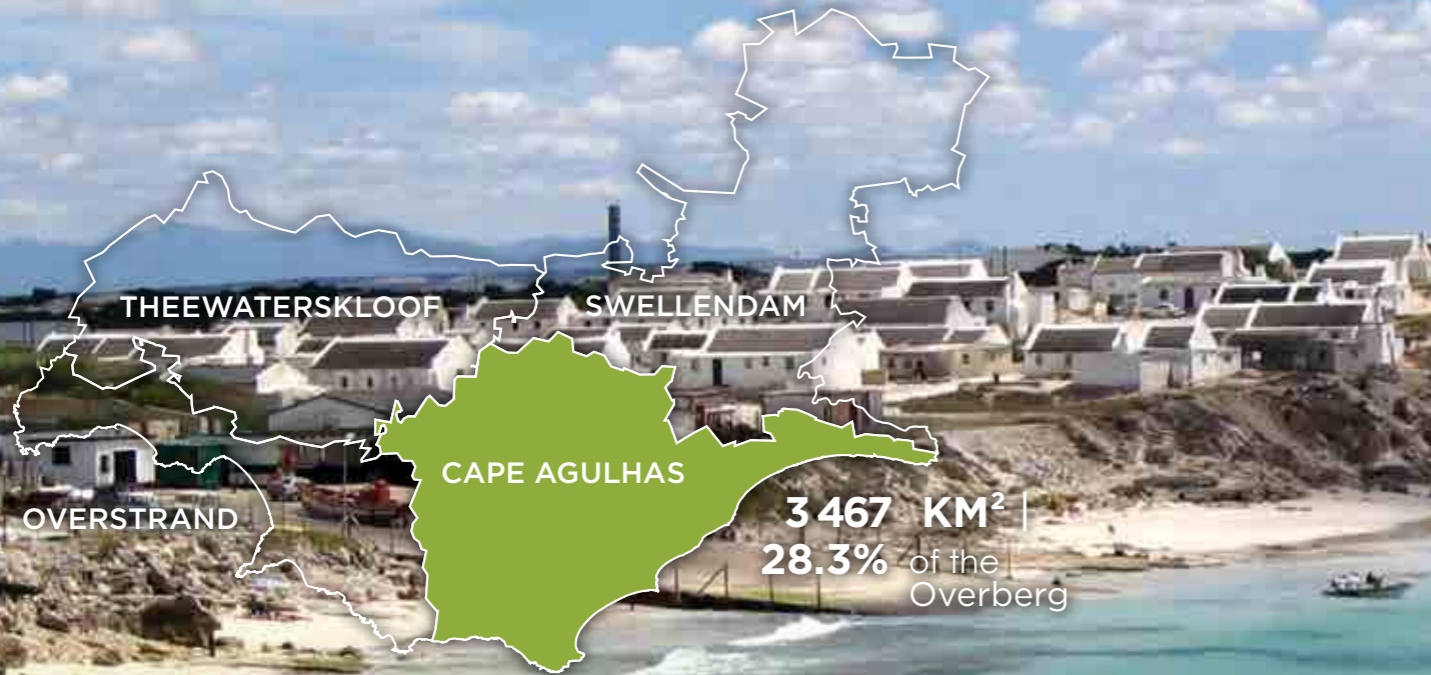 THEEWATERSKLOOF
SWELLENDAM
CAPE AGULHAS
OVERSTRAND
3 467 KM² |
28.3% of the
Overberg